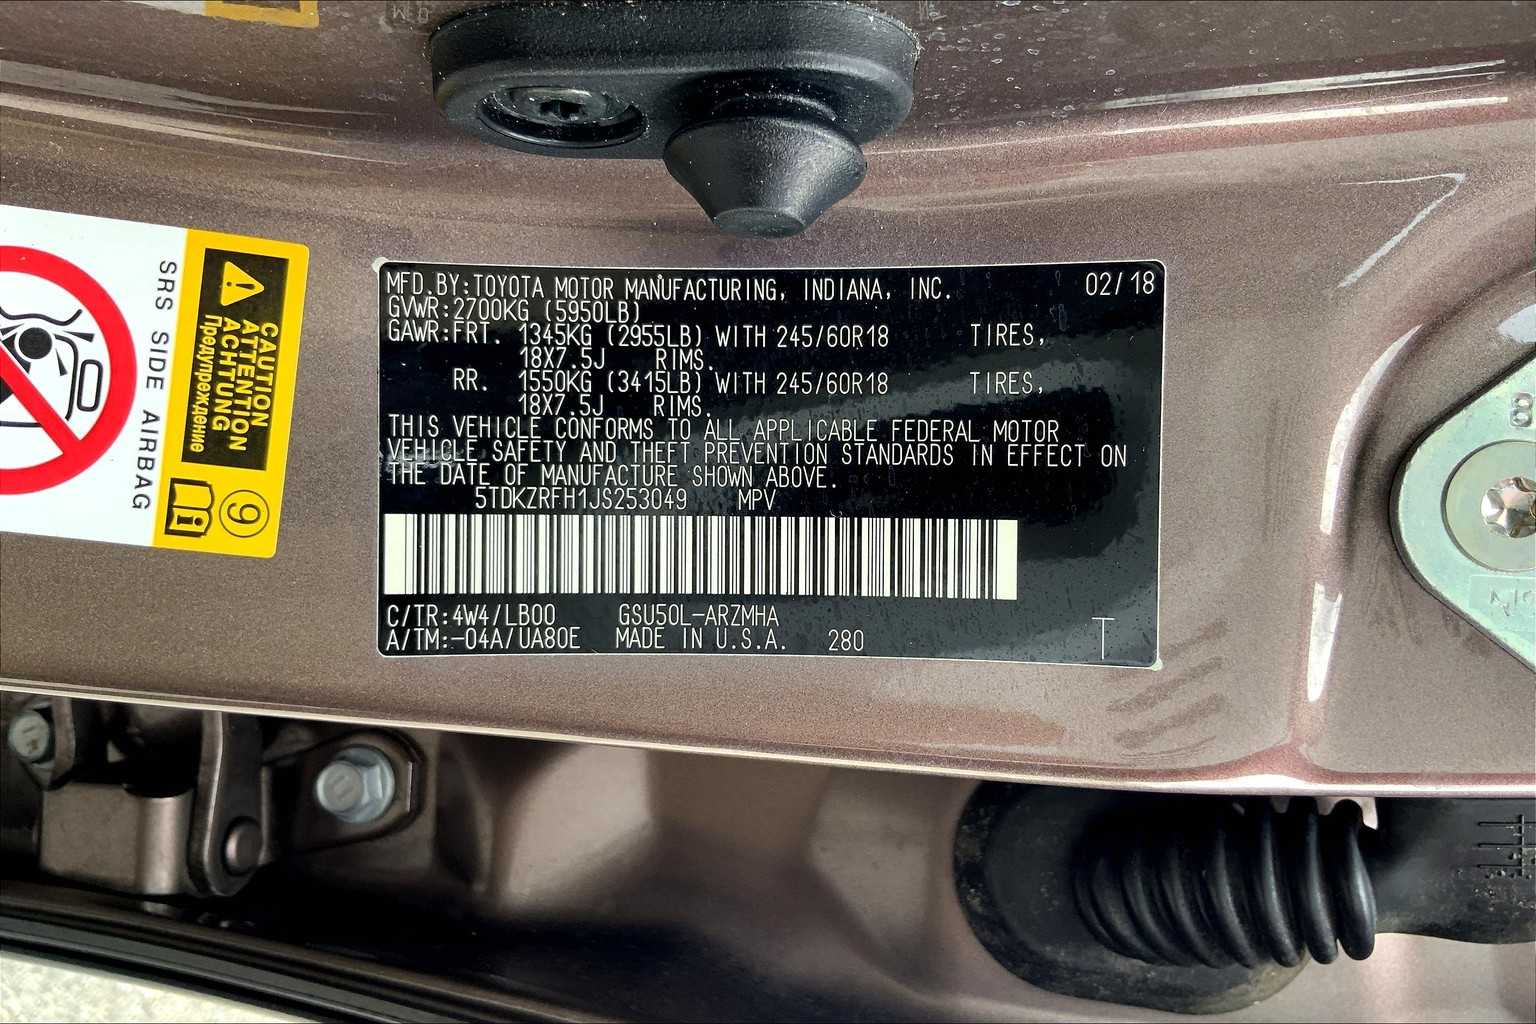 MFD.BY:TOYOTA MOTOR MANUFACTURING, INDIANA, INC. 02/18
GVWR:2700KG (5950LB)
GAWR:FRT. 1345KG (2955LB) WITH 245/60R18 TIRES,
18X7.5J RIMS.
RR. 1550KG (3415LB) WITH 245/60R18 TIRES,
18X7.5J RIMS.
THIS VEHICLE CONFORMS TO ALL APPLICABLE FEDERAL MOTOR
VEHICLE SAFETY AND THEFT PREVENTION STANDARDS IN EFFECT ON
THE DATE OF MANUFACTURE SHOWN ABOVE.
5TDKZRFH1JS253049 MPV
C/TR:4W4/LB00 GSU50L-ARZMHA
A/TM:-04A/UA80E MADE IN U.S.A. 280
T
CAUTION
ATTENTION
ACHTUNG
Предупреждение
SRS SIDE AIRBAG
9
8